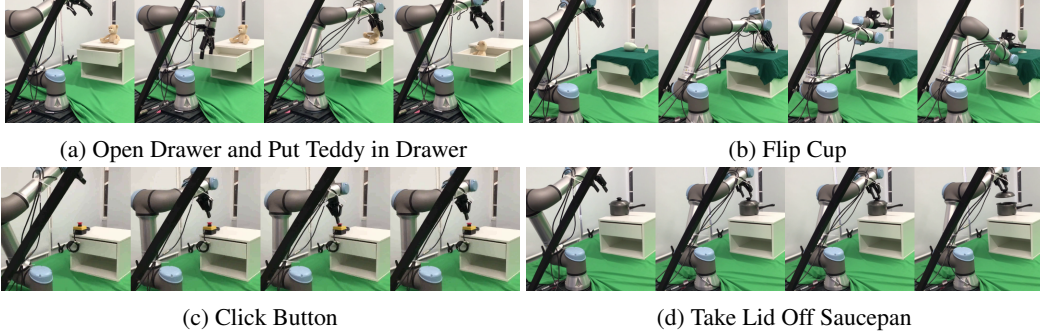 (a) Open Drawer and Put Teddy in Drawer
(b) Flip Cup
(c) Click Button
(d) Take Lid Off Saucepan